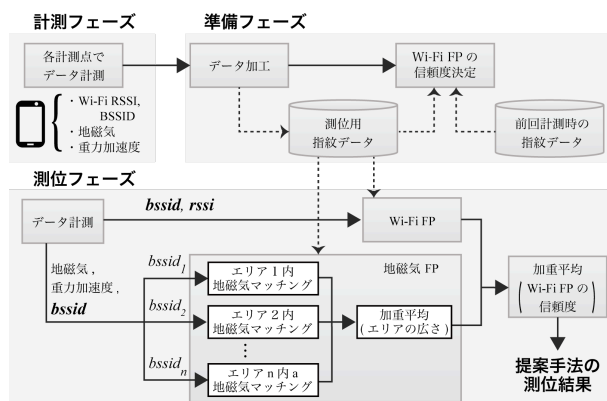 計測フェーズ
各計測点で
データ計測
・Wi-Fi RSSI,
BSSID
・地磁気
・重力加速度
準備フェーズ
データ加工
Wi-Fi FP の
信頼度決定
測位用
指紋データ
前回計測時の
指紋データ
測位フェーズ
データ計測
bssid, rssi
Wi-Fi FP
地磁気,
重力加速度,
bssid
地磁気 FP
bssid1
エリア 1 内
地磁気マッチング
bssid2
エリア 2 内
地磁気マッチング
⋮
bssidn
エリア n 内 a
地磁気マッチング
加重平均
(エリアの広さ)
加重平均
(Wi-Fi FP の
信頼度)
提案手法の
測位結果